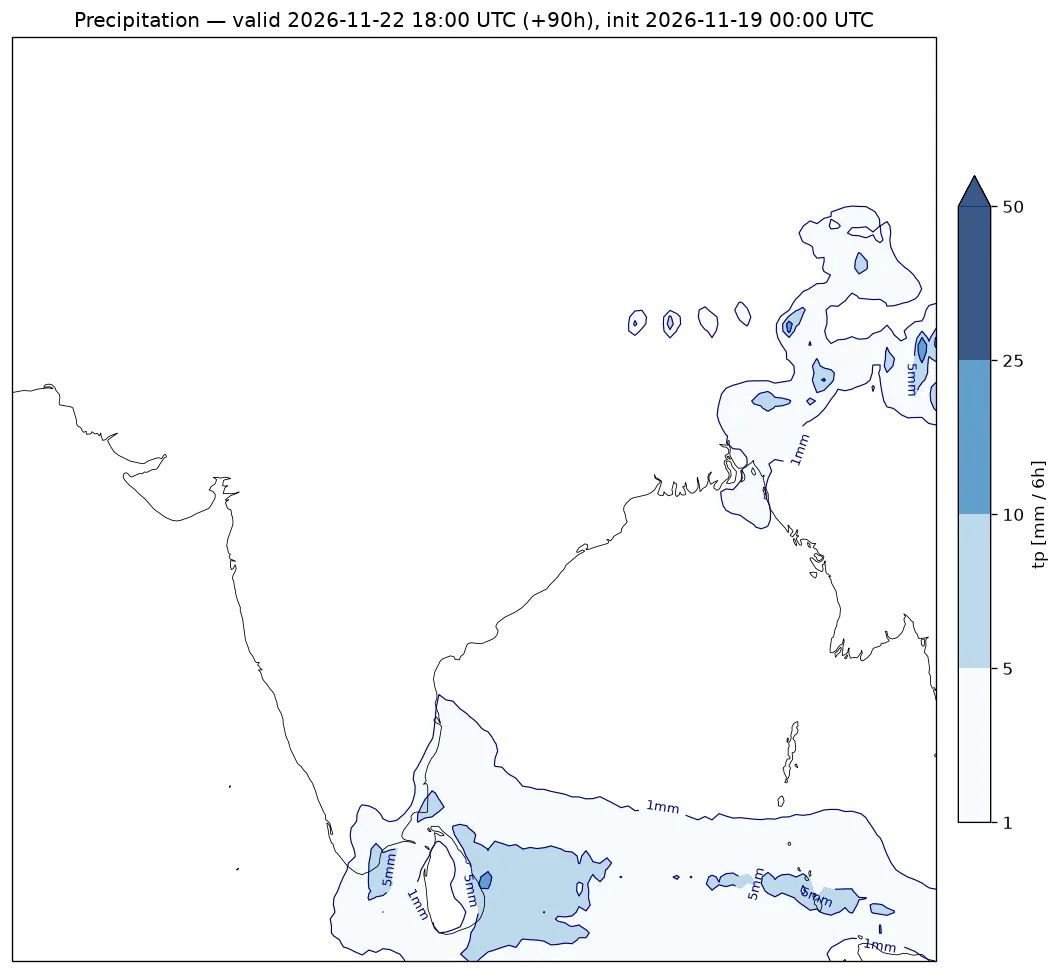 Precipitation — valid 2026-11-22 18:00 UTC (+90h), init 2026-11-19 00:00 UTC
50
25
10
5
1
tp [mm / 6h]
5mm
1mm
1mm
5mm
1mm
5mm
5mm
5mm
1mm